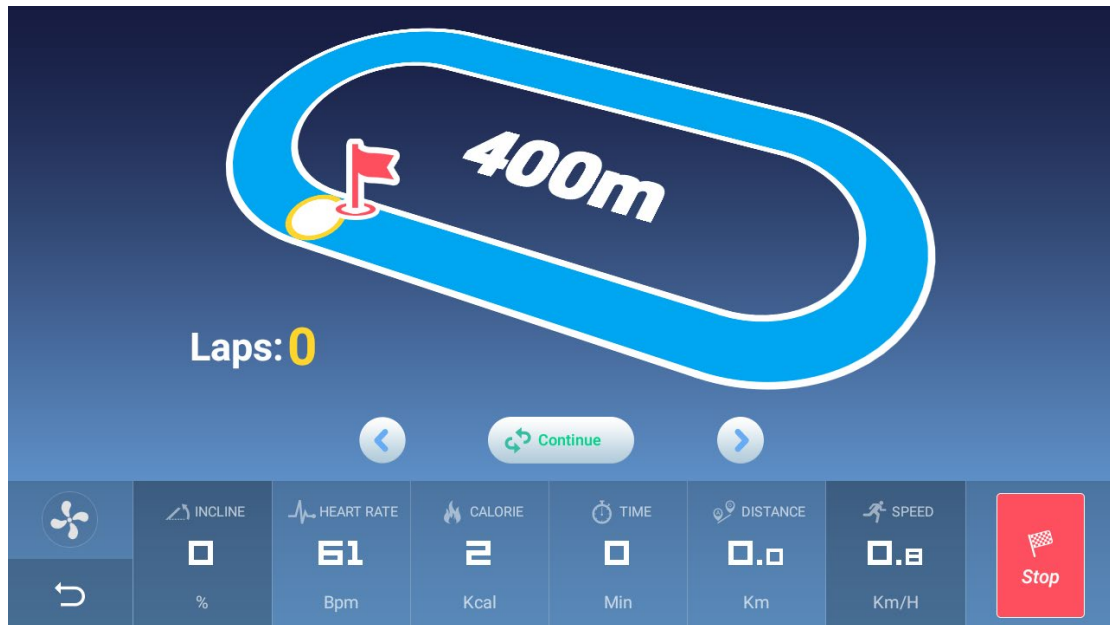 400m
Laps: 0
Continue
INCLINE
0
%
HEART RATE
61
Bpm
CALORIE
2
Kcal
TIME
0
Min
DISTANCE
0.0
Km
SPEED
0.8
Km/H
Stop